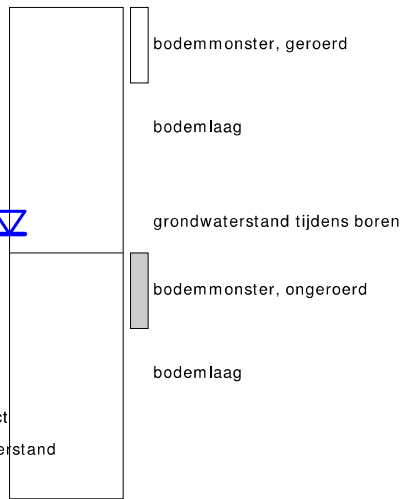 bodemmonster, geroerd
bodemlaag
grondwaterstand tijdens boren
bodemmonster, ongeroerd
bodemlaag